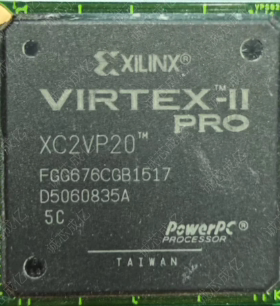 XILINX®
VIRTEX™-II
PRO
XC2VP20™
FGG676CGB1517
D5060835A
5C
PowerPC®
PROCESSOR
TAIWAN